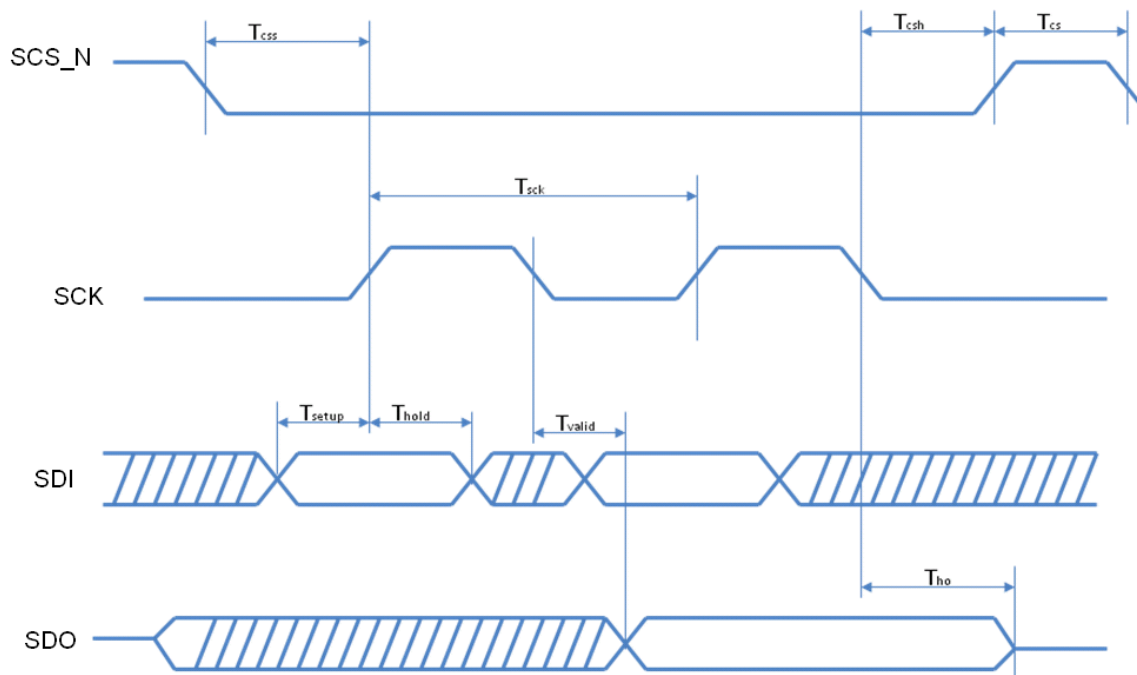 Tcss
Tcsh
Tcs
SCS_N
Tsck
SCK
Tsetup
Thold
Tvalid
SDI
Tho
SDO